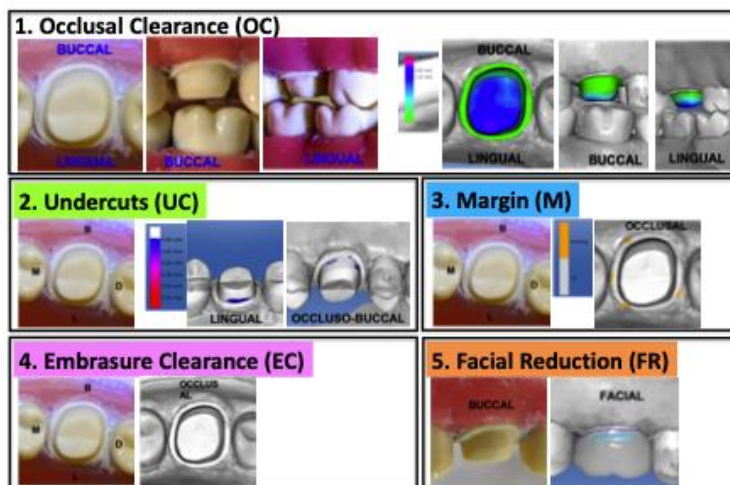 1. Occlusal Clearance (OC)
BUCCAL
LINGUAL
BUCCAL
LINGUAL
BUCCAL
LINGUAL
BUCCAL
LINGUAL
2. Undercuts (UC)
B
M
D
L
LINGUAL
OCCLUSO-BUCCAL
3. Margin (M)
B
M
D
L
OCCLUSAL
4. Embrasure Clearance (EC)
B
M
D
L
OCCLUS
AL
5. Facial Reduction (FR)
BUCCAL
FACIAL